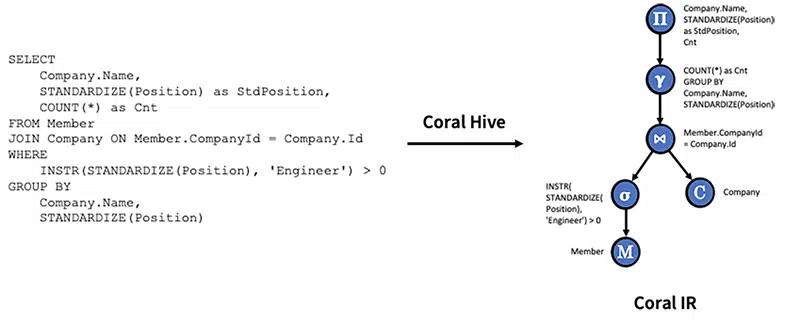 SELECT
Company.Name,
STANDARDIZE(Position) as StdPosition,
COUNT(*) as Cnt
FROM Member
JOIN Company ON Member.CompanyId = Company.Id
WHERE
INSTR(STANDARDIZE(Position), 'Engineer') > 0
GROUP BY
Company.Name,
STANDARDIZE(Position)
Coral Hive
Π
Company.Name,
STANDARDIZE(Position)
as StdPosition,
Cnt
γ
COUNT(*) as Cnt
GROUP BY
Company.Name,
STANDARDIZE(Position)
⋈
Member.CompanyId
= Company.Id
INSTR(
STANDARDIZE(
Position),
'Engineer') > 0
σ
C
Company
Member
M
Coral IR